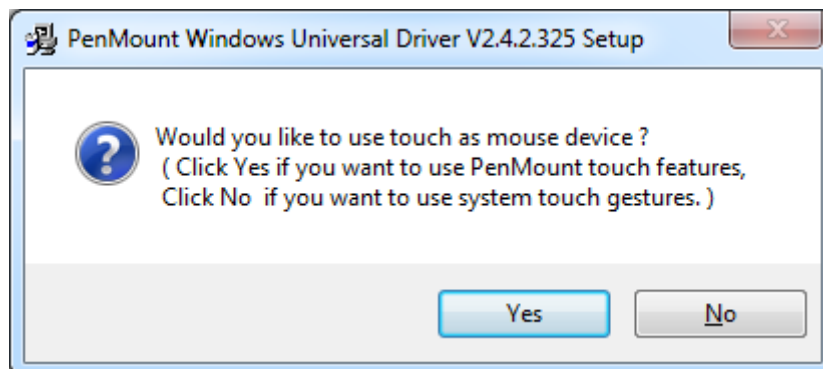 PenMount Windows Universal Driver V2.4.2.325 Setup
Would you like to use touch as mouse device ?
( Click Yes if you want to use PenMount touch features,
Click No  if you want to use system touch gestures. )
Yes
No